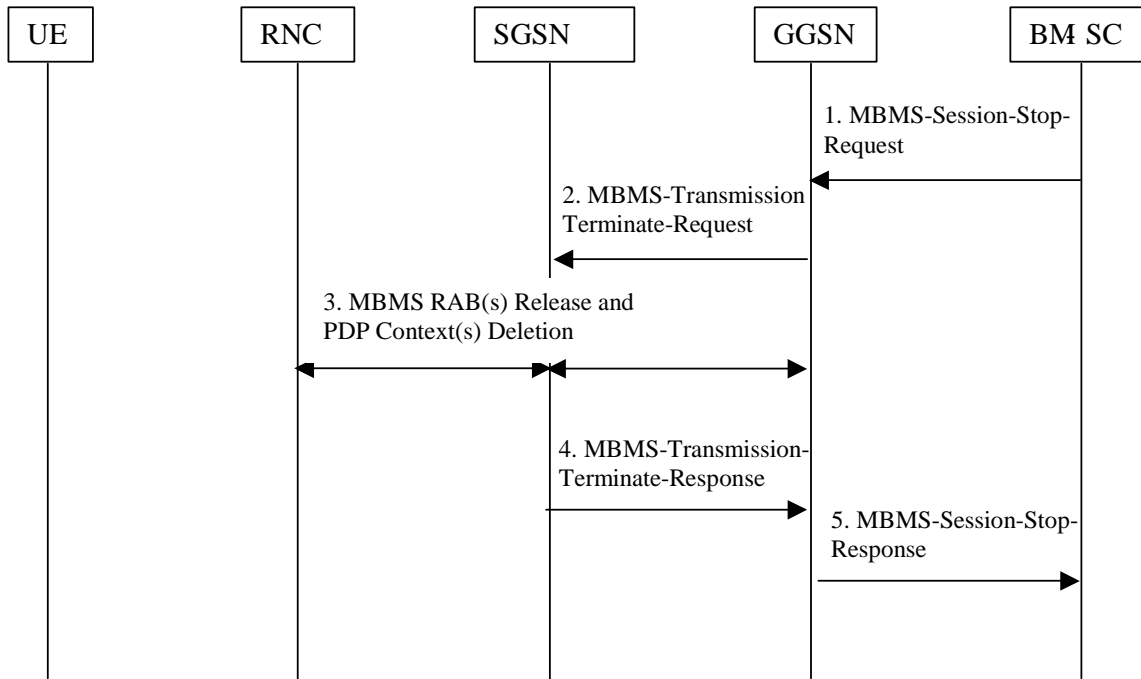 UE RNC SGSN GGSN BM-SC
1. MBMS-Session-Stop-
Request
2. MBMS-Transmission
Terminate-Request
3. MBMS RAB(s) Release and
PDP Context(s) Deletion
4. MBMS-Transmission-
Terminate-Response
5. MBMS-Session-Stop-
Response